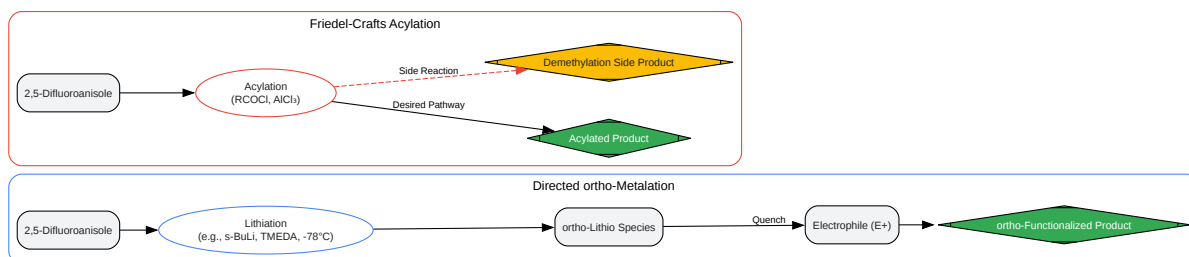 Friedel-Crafts Acylation
2,5-Difluoroanisole
Acylation
(RCOCl, AlCl₃)
Side Reaction
Demethylation Side Product
Desired Pathway
Acylated Product
Directed ortho-Metalation
2,5-Difluoroanisole
Lithiation
(e.g., s-BuLi, TMEDA, -78°C)
ortho-Lithio Species
Quench
Electrophile (E+)
ortho-Functionalized Product